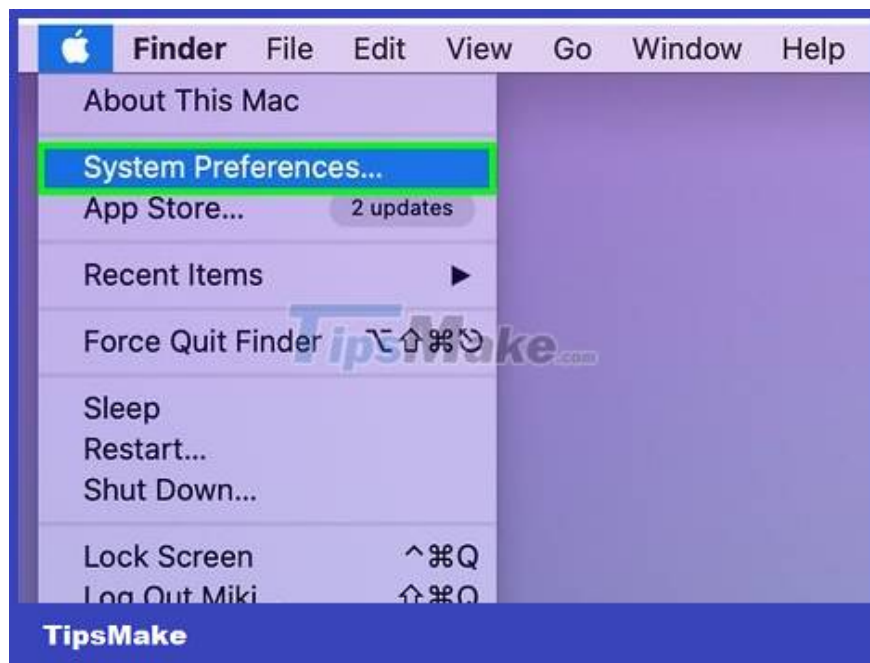 Finder File Edit View Go Window Help
About This Mac
System Preferences...
App Store... 2 updates
Recent Items ▶
Force Quit Finder ⌥⇧⌘⎋
TipsMake.com
Sleep
Restart...
Shut Down...
Lock Screen ^⌘Q
Log Out Miki... ⇧⌘Q
TipsMake